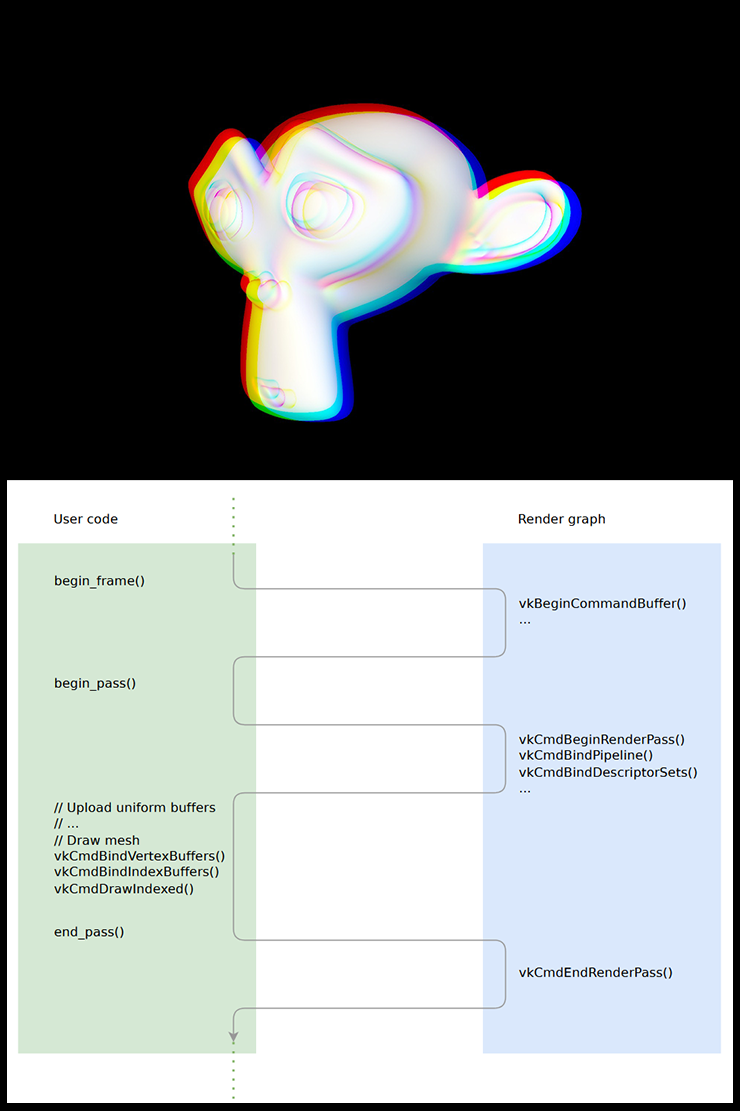 User code
Render graph
begin_frame()
vkBeginCommandBuffer()
...
begin_pass()
vkCmdBeginRenderPass()
vkCmdBindPipeline()
vkCmdBindDescriptorSets()
...
// Upload uniform buffers
// ...
// Draw mesh
vkCmdBindVertexBuffers()
vkCmdBindIndexBuffers()
vkCmdDrawIndexed()
end_pass()
vkCmdEndRenderPass()